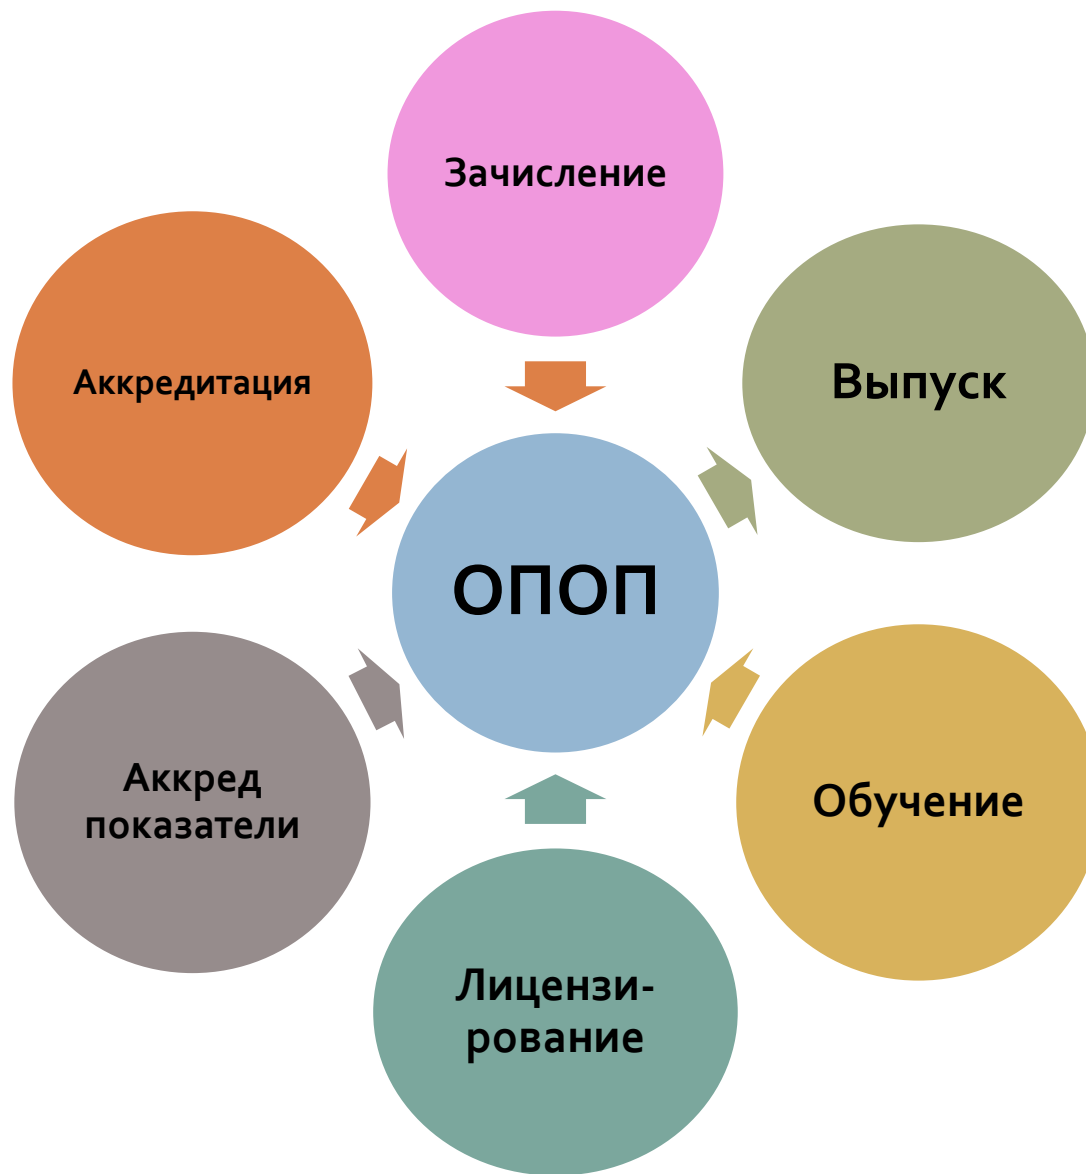 Зачисление
Аккредитация
Выпуск
ОПОП
Аккред
показатели
Обучение
Лицензи-
рование